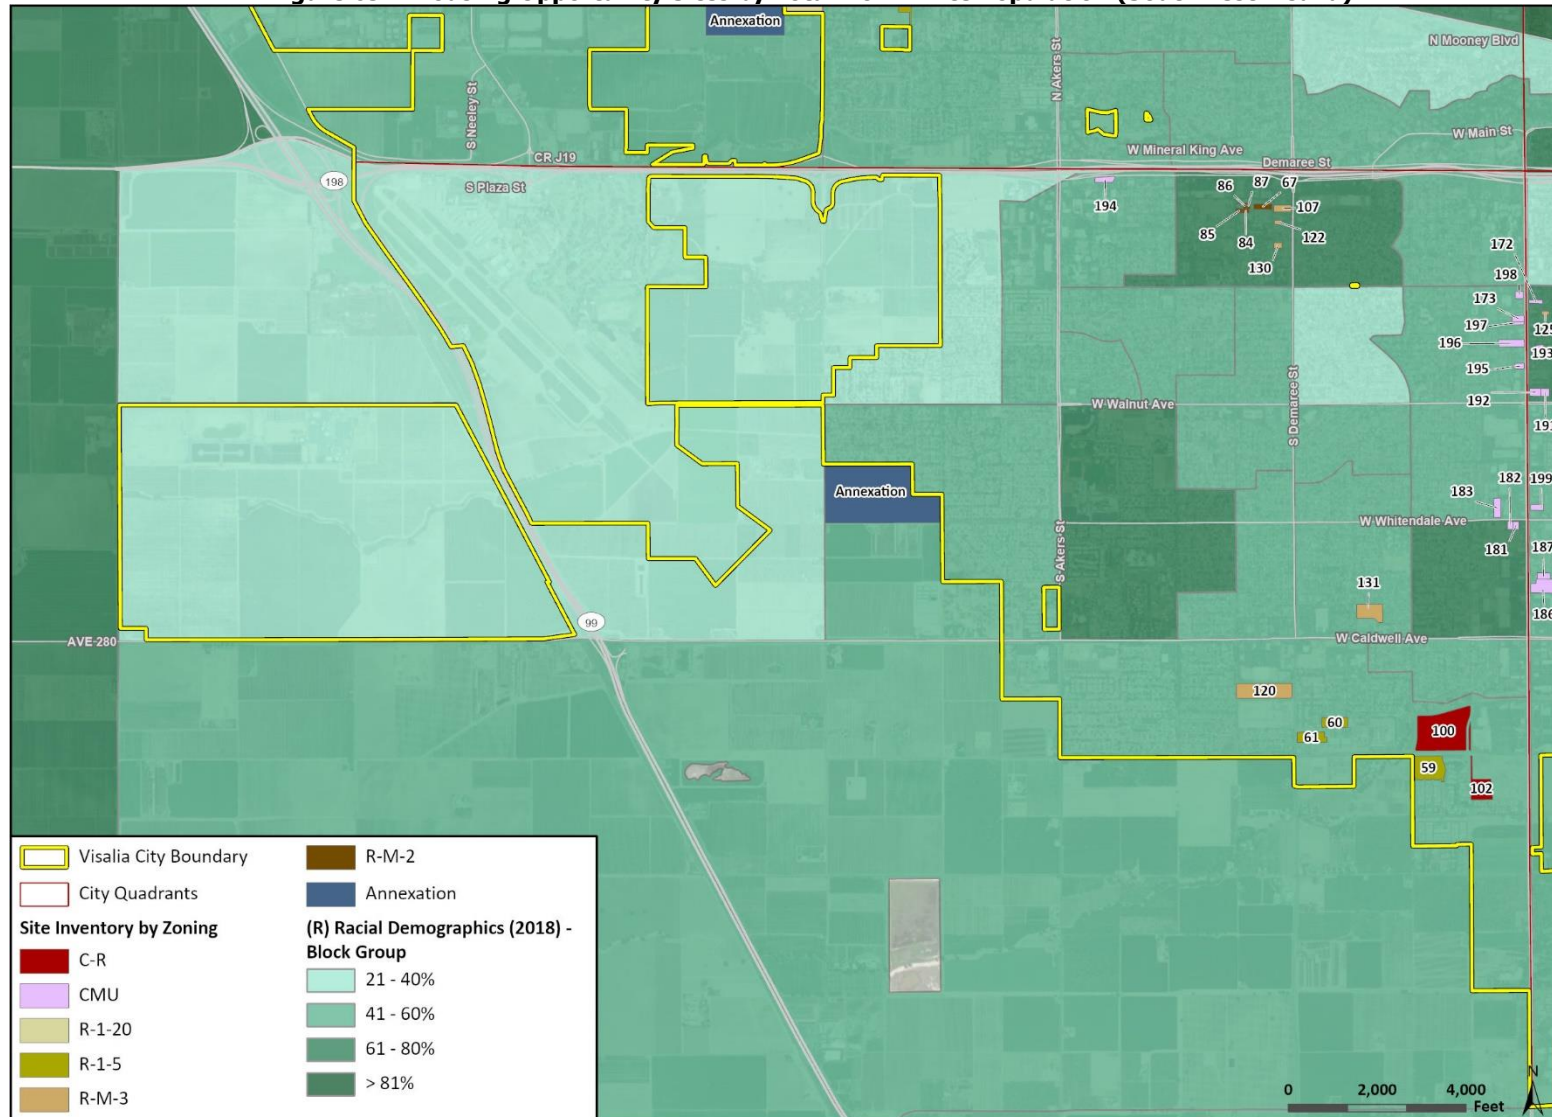 Annexation
N Mooney Blvd
N Akers St
S Neeley St
W Main St
W Mineral King Ave
CR J19
Demaree St
198
S Plaza St
194
86
87
67
107
85
84
122
130
172
198
173
197
125
196
193
195
192
191
W Walnut Ave
S Demaree St
Annexation
182
199
183
W Whitendale Ave
181
187
S Akers St
131
186
99
AVE 280
W Caldwell Ave
120
60
61
100
59
102
Visalia City Boundary
City Quadrants
Site Inventory by Zoning
C-R
CMU
R-1-20
R-1-5
R-M-3
R-M-2
Annexation
(R) Racial Demographics (2018) -
Block Group
21 - 40%
41 - 60%
61 - 80%
> 81%
N
0 2,000 4,000
Feet